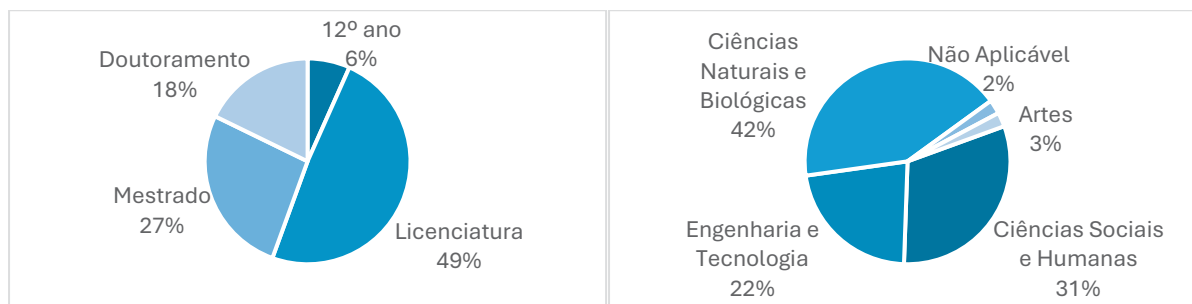 12º ano
6%
Doutoramento
18%
Mestrado
27%
Licenciatura
49%
Ciências
Naturais e
Biológicas
42%
Não Aplicável
2%
Artes
3%
Engenharia e
Tecnologia
22%
Ciências Sociais
e Humanas
31%